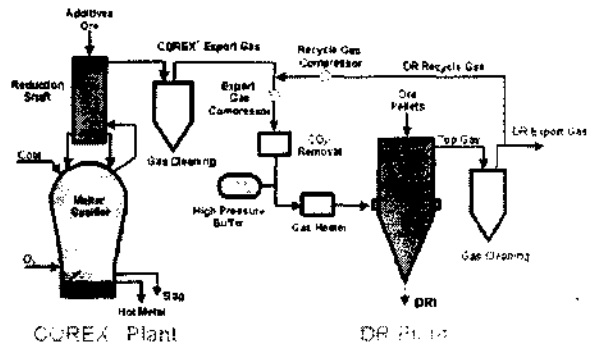 Additives
Ore
COREX® Export Gas
Recycle Gas
Compressor
DR Recycle Gas
Reduction
Shaft
Export
Gas
Compressor
Ore
Pellets
DR Export Gas
CO₂
Removal
Top Gas
Gas Cleaning
Coal
Melter
Gasifier
High Pressure
Buffer
Gas Heater
Gas Cleaning
O₂
Slag
Hot Metal
DRI
COREX Plant
DR Plant